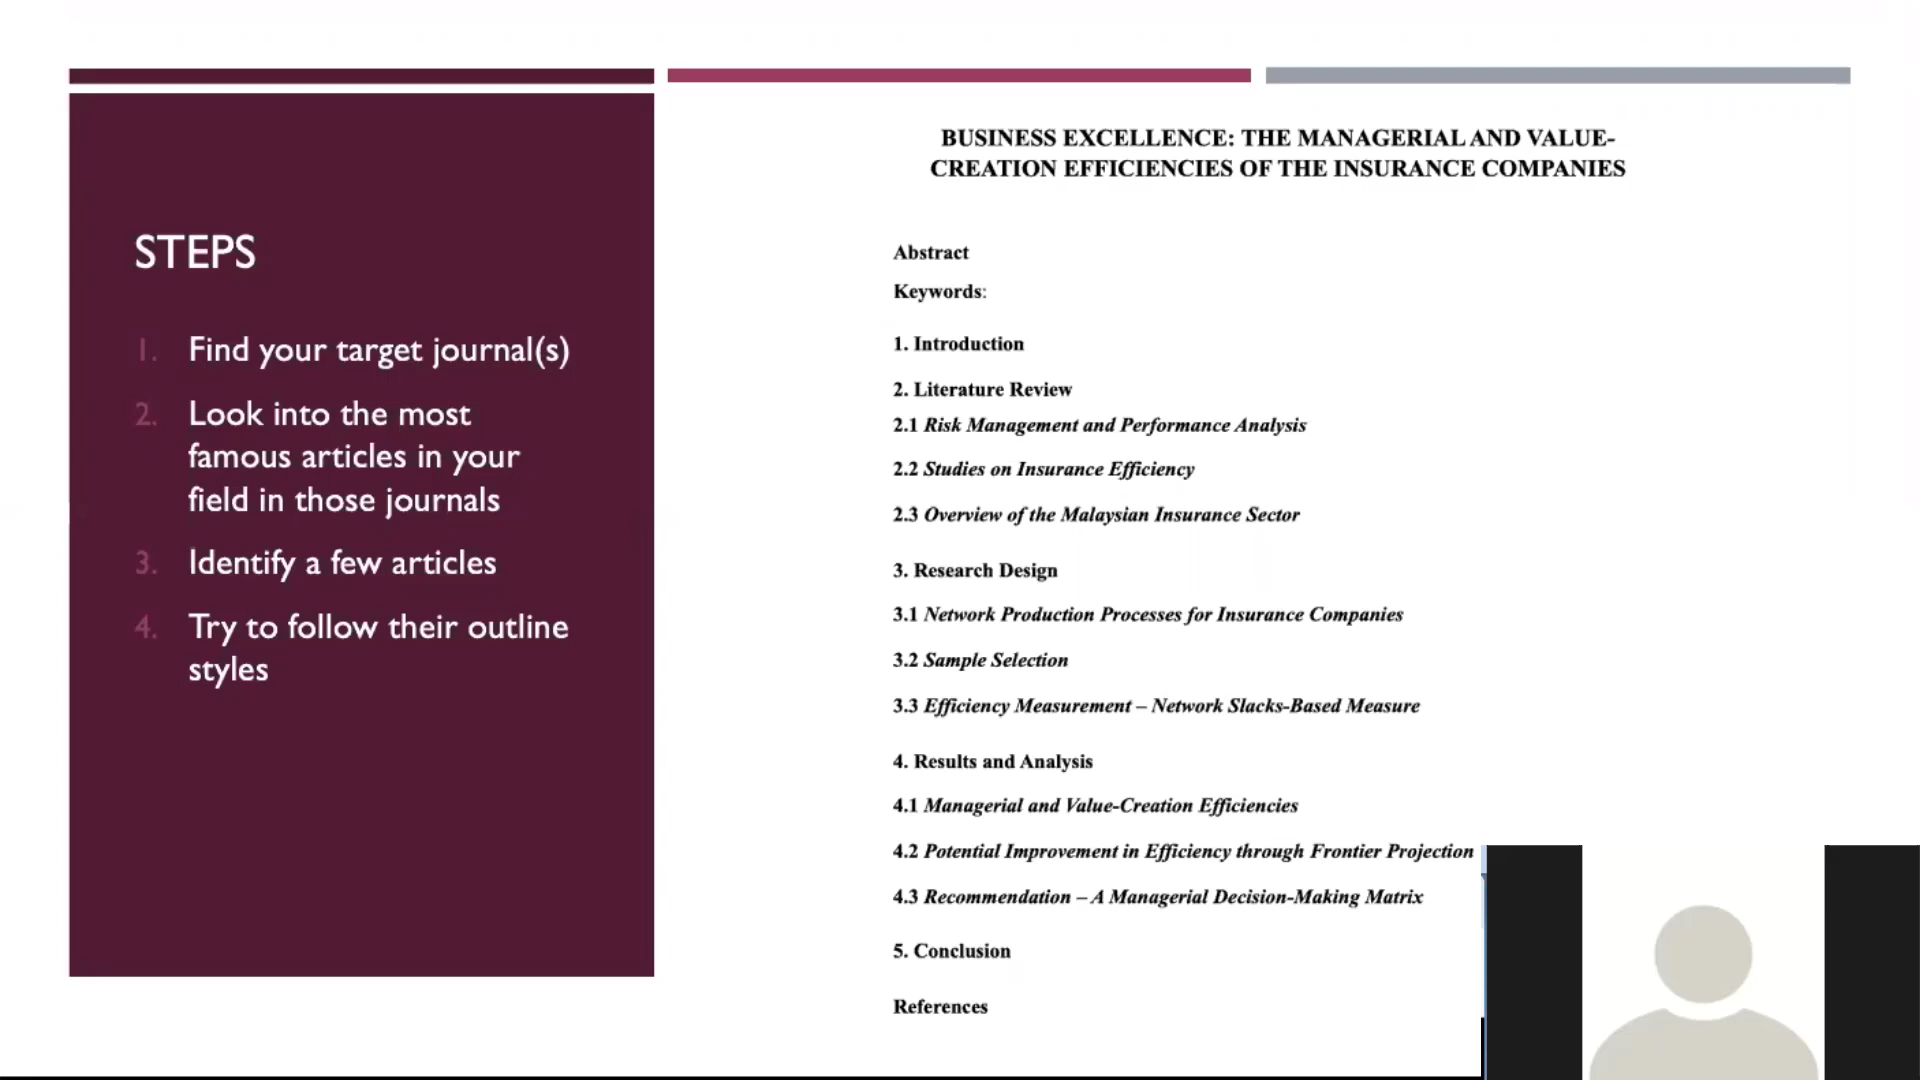 STEPS
1. Find your target journal(s)
2. Look into the most
famous articles in your
field in those journals
3. Identify a few articles
4. Try to follow their outline
styles
BUSINESS EXCELLENCE: THE MANAGERIAL AND VALUE-
CREATION EFFICIENCIES OF THE INSURANCE COMPANIES
Abstract
Keywords:
1. Introduction
2. Literature Review
2.1 Risk Management and Performance Analysis
2.2 Studies on Insurance Efficiency
2.3 Overview of the Malaysian Insurance Sector
3. Research Design
3.1 Network Production Processes for Insurance Companies
3.2 Sample Selection
3.3 Efficiency Measurement – Network Slacks-Based Measure
4. Results and Analysis
4.1 Managerial and Value-Creation Efficiencies
4.2 Potential Improvement in Efficiency through Frontier Projection
4.3 Recommendation – A Managerial Decision-Making Matrix
5. Conclusion
References